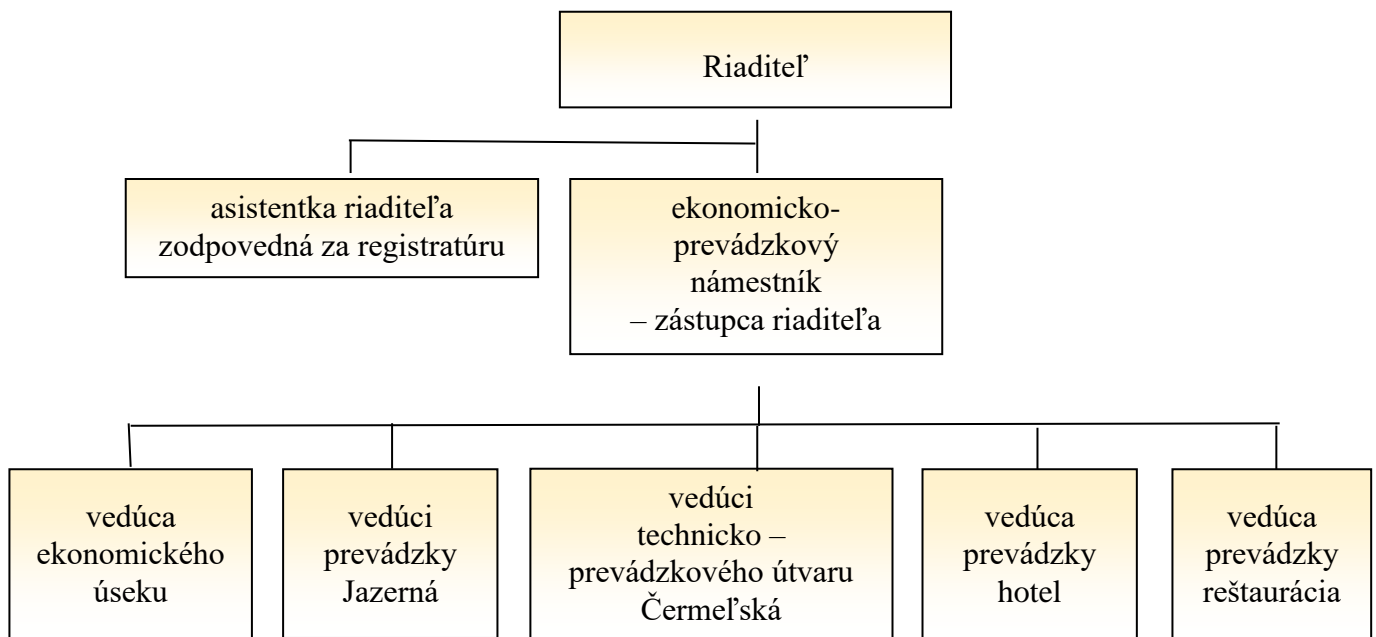 Riaditeľ
asistentka riaditeľa
zodpovedná za registratúru
ekonomicko-
prevádzkový
námestník
– zástupca riaditeľa
vedúca
ekonomického
úseku
vedúci
prevádzky
Jazerná
vedúci
technicko –
prevádzkového útvaru
Čermeľská
vedúca
prevádzky
hotel
vedúca
prevádzky
reštaurácia